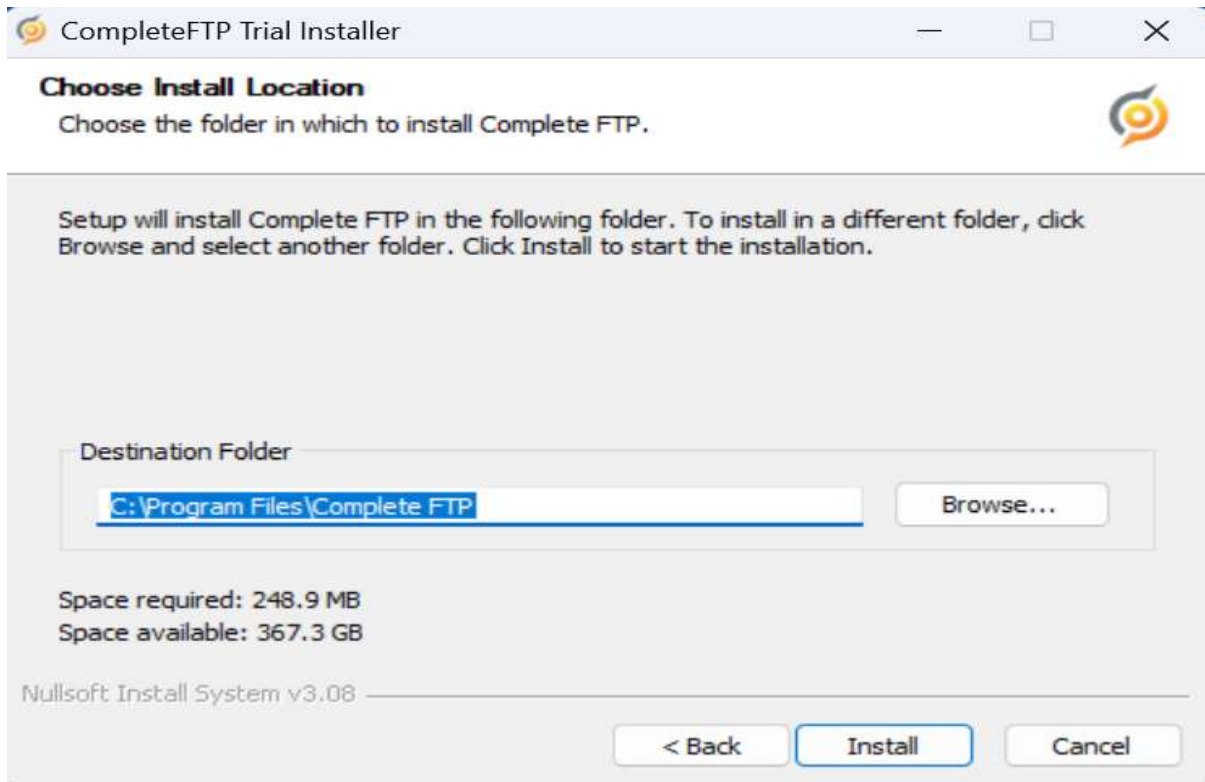 CompleteFTP Trial Installer
Choose Install Location
Choose the folder in which to install Complete FTP.
Setup will install Complete FTP in the following folder. To install in a different folder, click
Browse and select another folder. Click Install to start the installation.
Destination Folder
C:\Program Files\Complete FTP
Browse...
Space required: 248.9 MB
Space available: 367.3 GB
Nullsoft Install System v3.08
< Back
Install
Cancel